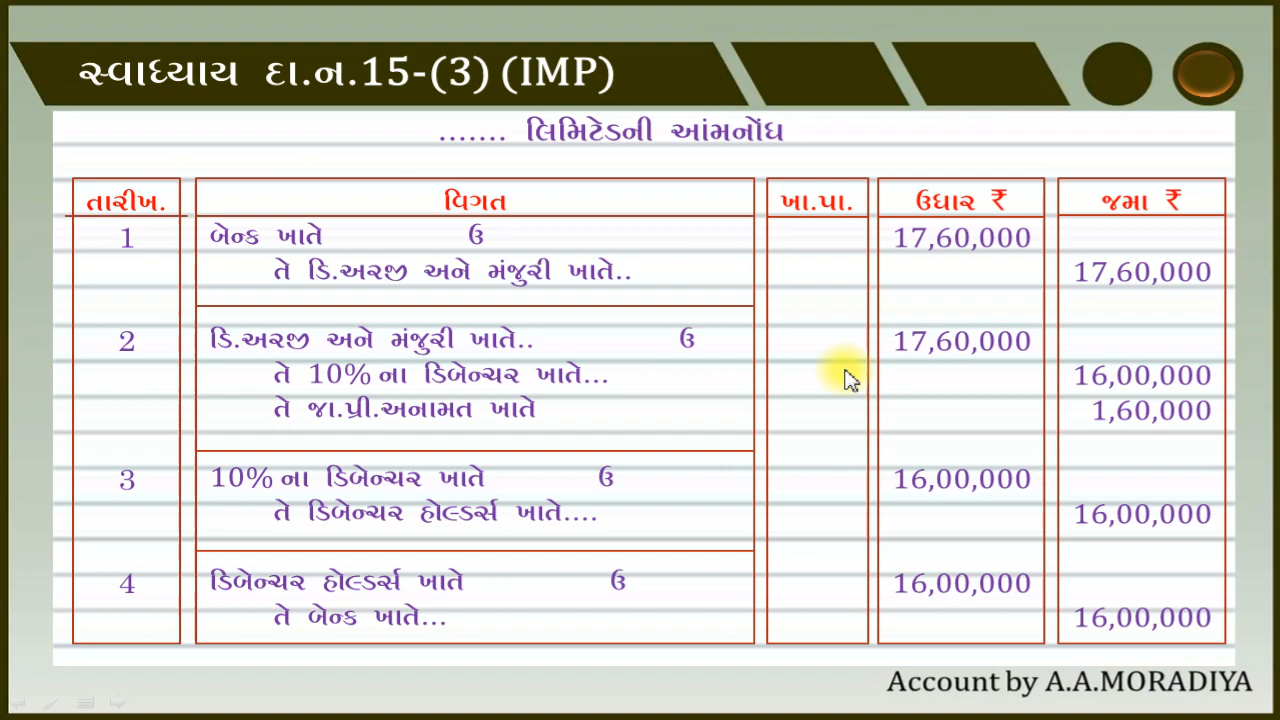 સ્વાધ્યાય દા.ન.15-(3) (IMP)
....... લિમિટેડની આંમનોંધ
તારીખ. વિગત ખા.પા. ઉધાર ₹ જમા ₹
1 બેન્ક ખાતે ઉ 17,60,000
તે ડિ.અરજી અને મંજુરી ખાતે.. 17,60,000
2 ડિ.અરજી અને મંજુરી ખાતે.. ઉ 17,60,000
તે 10% ના ડિબેન્ચર ખાતે... 16,00,000
તે જા.પ્રી.અનામત ખાતે 1,60,000
3 10% ના ડિબેન્ચર ખાતે ઉ 16,00,000
તે ડિબેન્ચર હોલ્ડર્સ ખાતે.... 16,00,000
4 ડિબેન્ચર હોલ્ડર્સ ખાતે ઉ 16,00,000
તે બેન્ક ખાતે... 16,00,000
Account by A.A.MORADIYA